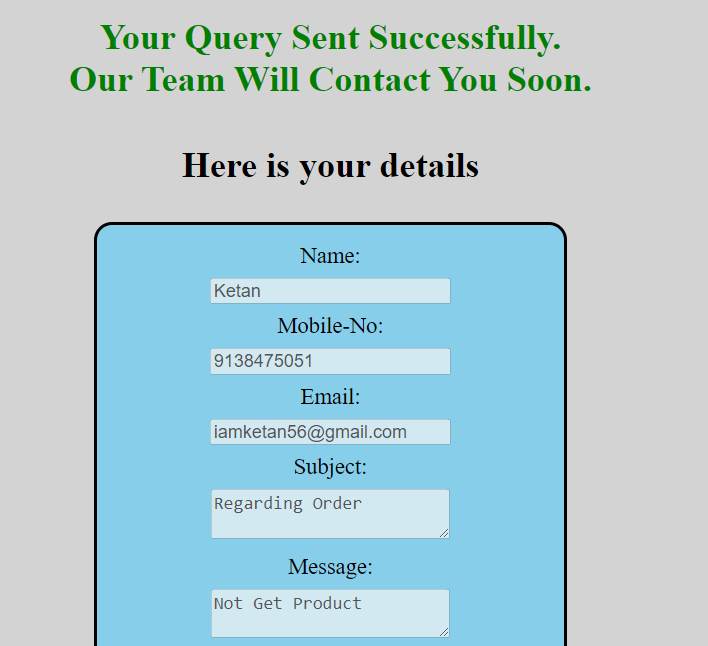 Your Query Sent Successfully.
Our Team Will Contact You Soon.
Here is your details
Name:
Ketan
Mobile-No:
9138475051
Email:
iamketan56@gmail.com
Subject:
Regarding Order
Message:
Not Get Product